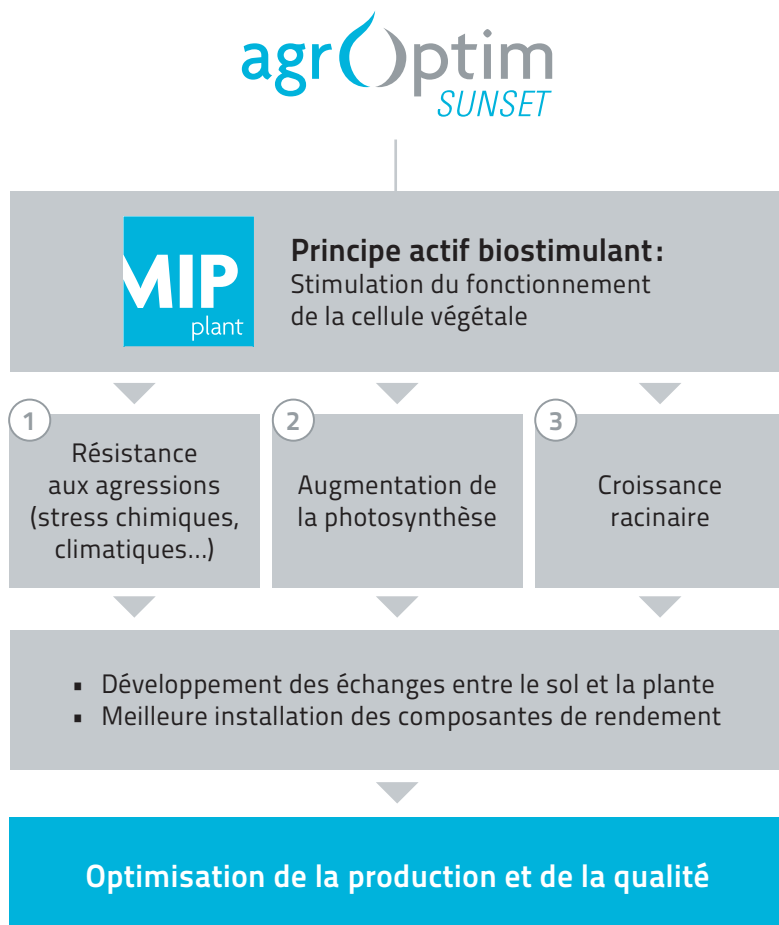 agrOptim
SUNSET
MIP
plant
Principe actif biostimulant :
Stimulation du fonctionnement
de la cellule végétale
1
Résistance
aux agressions
(stress chimiques,
climatiques...)
2
Augmentation de
la photosynthèse
3
Croissance
racinaire
▪ Développement des échanges entre le sol et la plante
▪ Meilleure installation des composantes de rendement
Optimisation de la production et de la qualité